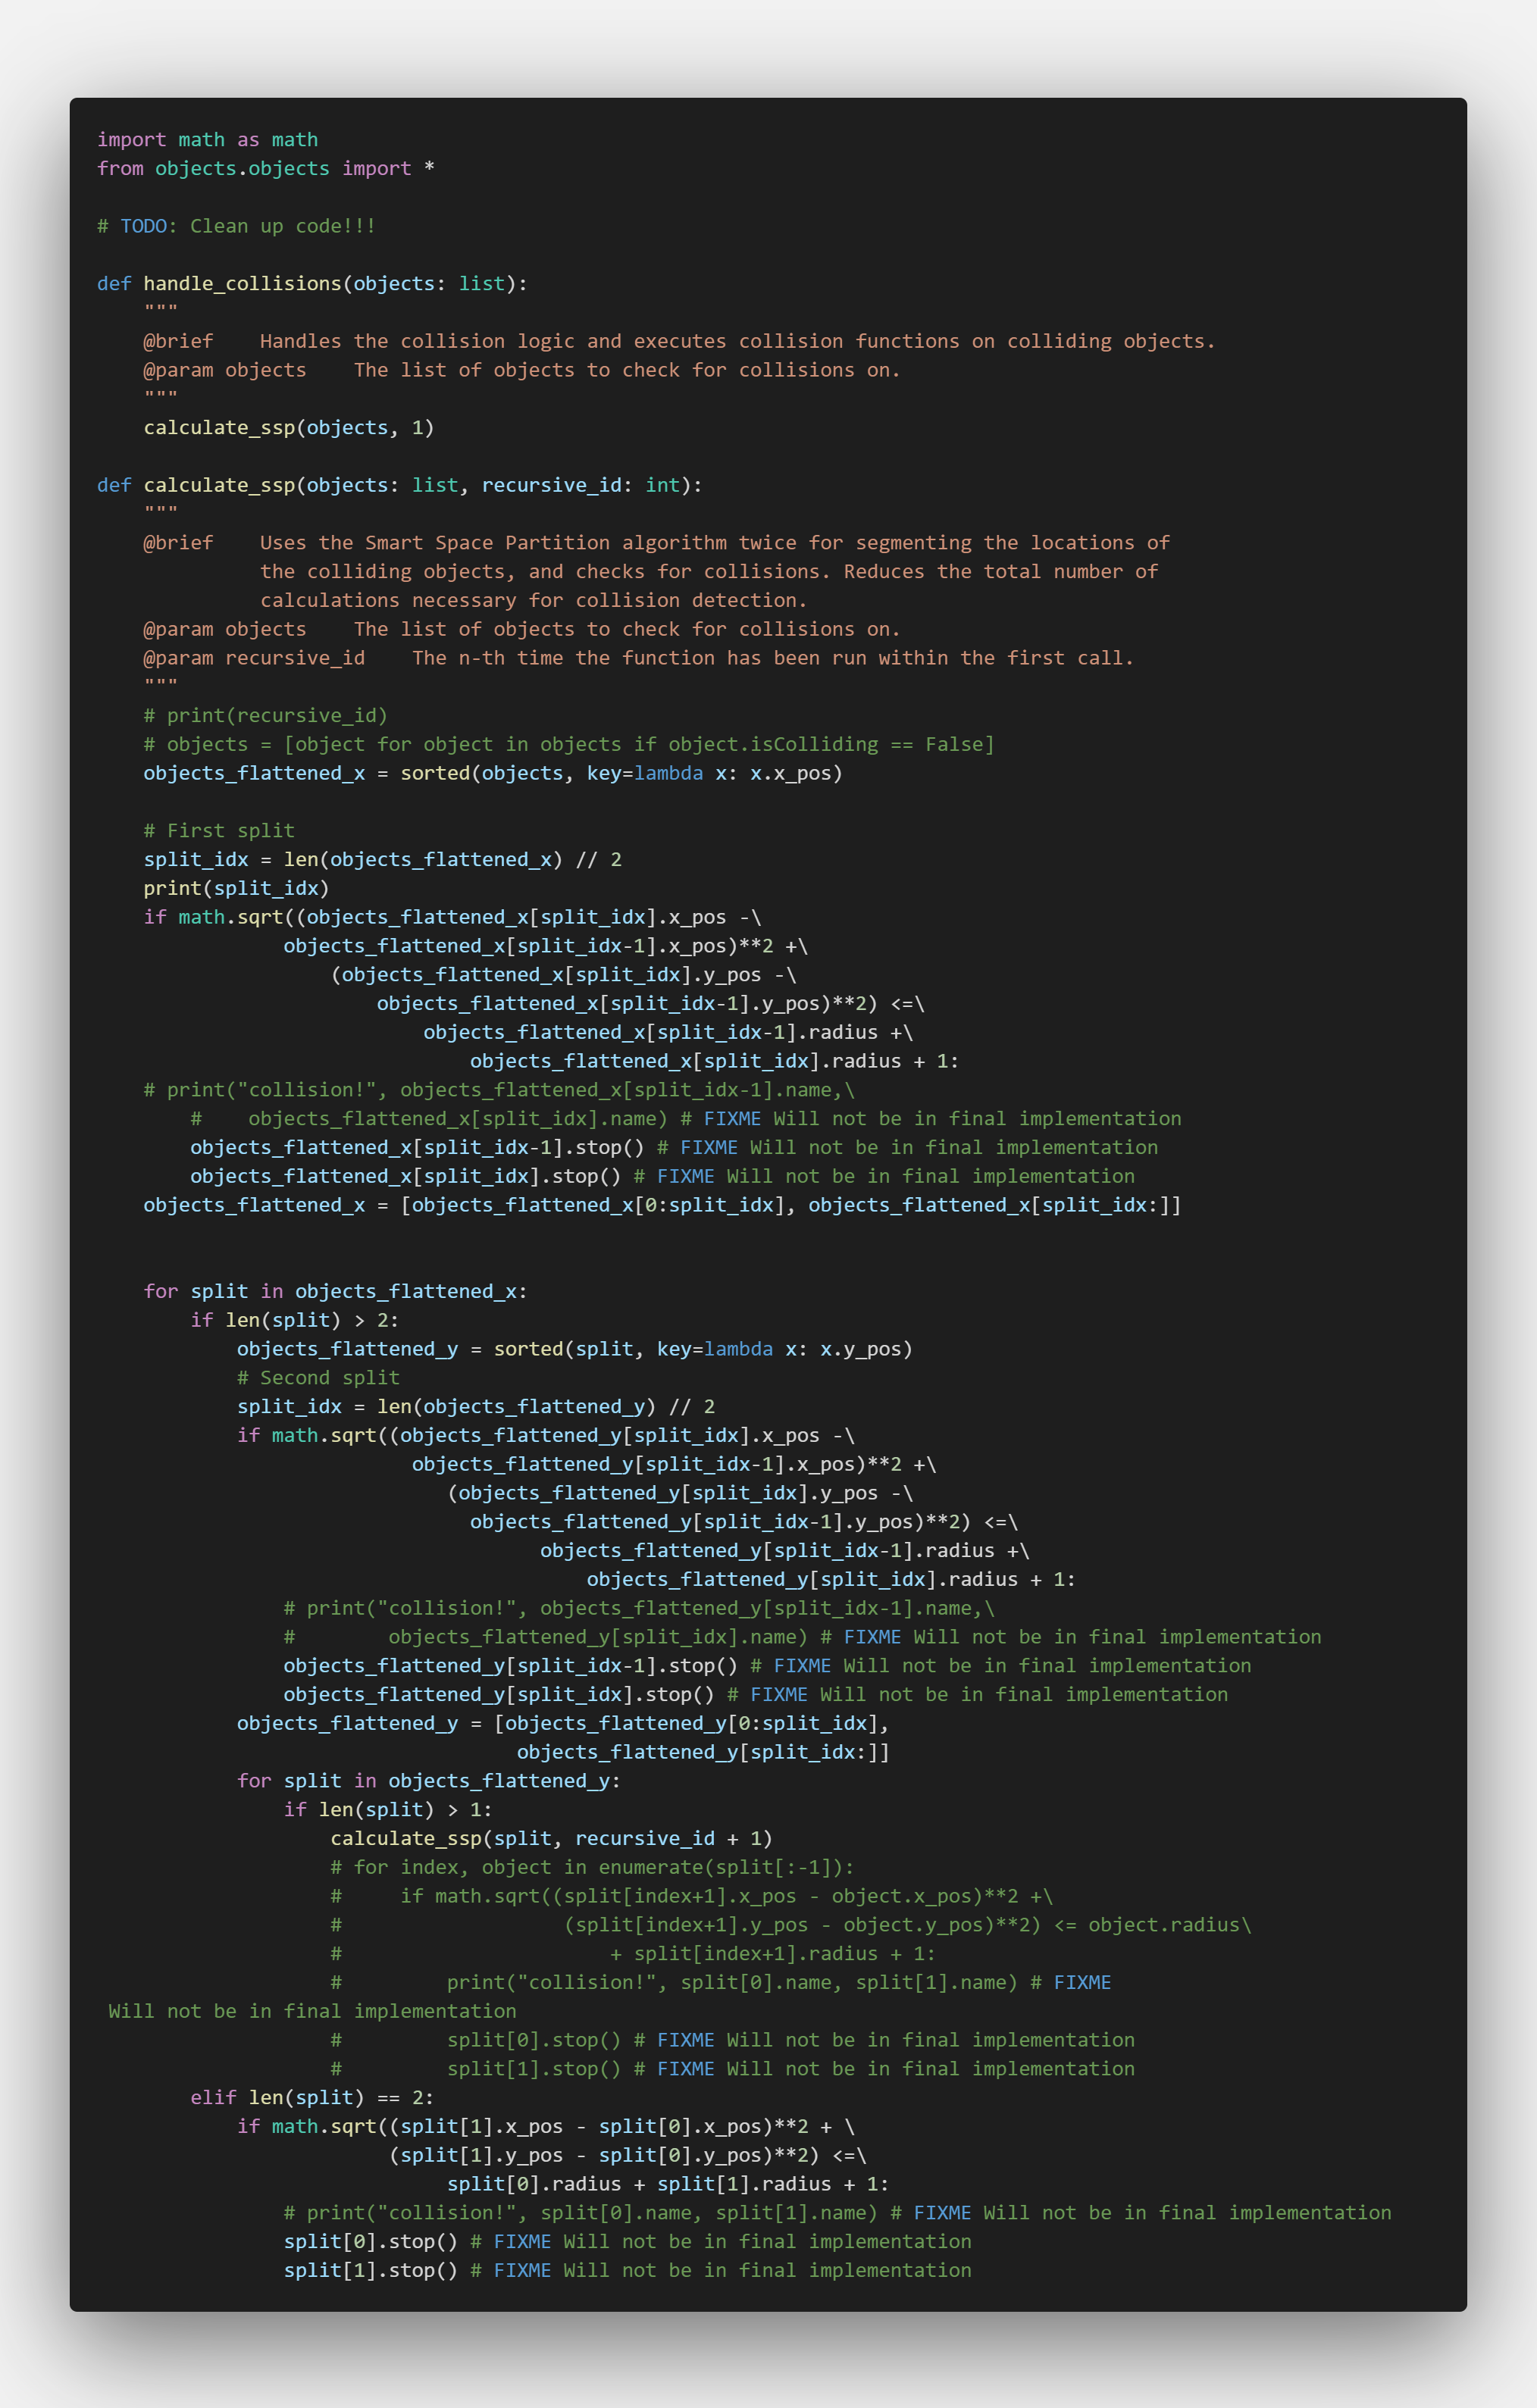 import math as math
from objects.objects import *

# TODO: Clean up code!!!

def handle_collisions(objects: list):
    """
    @brief    Handles the collision logic and executes collision functions on colliding objects.
    @param objects    The list of objects to check for collisions on.
    """
    calculate_ssp(objects, 1)

def calculate_ssp(objects: list, recursive_id: int):
    """
    @brief    Uses the Smart Space Partition algorithm twice for segmenting the locations of
              the colliding objects, and checks for collisions. Reduces the total number of
              calculations necessary for collision detection.
    @param objects    The list of objects to check for collisions on.
    @param recursive_id    The n-th time the function has been run within the first call.
    """
    # print(recursive_id)
    # objects = [object for object in objects if object.isColliding == False]
    objects_flattened_x = sorted(objects, key=lambda x: x.x_pos)

    # First split
    split_idx = len(objects_flattened_x) // 2
    print(split_idx)
    if math.sqrt((objects_flattened_x[split_idx].x_pos -\
                objects_flattened_x[split_idx-1].x_pos)**2 +\
                    (objects_flattened_x[split_idx].y_pos -\
                        objects_flattened_x[split_idx-1].y_pos)**2) <=\
                            objects_flattened_x[split_idx-1].radius +\
                                objects_flattened_x[split_idx].radius + 1:
    # print("collision!", objects_flattened_x[split_idx-1].name,\
        #    objects_flattened_x[split_idx].name) # FIXME Will not be in final implementation
        objects_flattened_x[split_idx-1].stop() # FIXME Will not be in final implementation
        objects_flattened_x[split_idx].stop() # FIXME Will not be in final implementation
    objects_flattened_x = [objects_flattened_x[0:split_idx], objects_flattened_x[split_idx:]]


    for split in objects_flattened_x:
        if len(split) > 2:
            objects_flattened_y = sorted(split, key=lambda x: x.y_pos)
            # Second split
            split_idx = len(objects_flattened_y) // 2
            if math.sqrt((objects_flattened_y[split_idx].x_pos -\
                           objects_flattened_y[split_idx-1].x_pos)**2 +\
                              (objects_flattened_y[split_idx].y_pos -\
                                objects_flattened_y[split_idx-1].y_pos)**2) <=\
                                      objects_flattened_y[split_idx-1].radius +\
                                          objects_flattened_y[split_idx].radius + 1:
                # print("collision!", objects_flattened_y[split_idx-1].name,\
                #        objects_flattened_y[split_idx].name) # FIXME Will not be in final implementation
                objects_flattened_y[split_idx-1].stop() # FIXME Will not be in final implementation
                objects_flattened_y[split_idx].stop() # FIXME Will not be in final implementation
            objects_flattened_y = [objects_flattened_y[0:split_idx],
                                    objects_flattened_y[split_idx:]]
            for split in objects_flattened_y:
                if len(split) > 1:
                    calculate_ssp(split, recursive_id + 1)
                    # for index, object in enumerate(split[:-1]):
                    #     if math.sqrt((split[index+1].x_pos - object.x_pos)**2 +\
                    #                   (split[index+1].y_pos - object.y_pos)**2) <= object.radius\
                    #                       + split[index+1].radius + 1:
                    #         print("collision!", split[0].name, split[1].name) # FIXME
 Will not be in final implementation
                    #         split[0].stop() # FIXME Will not be in final implementation
                    #         split[1].stop() # FIXME Will not be in final implementation
        elif len(split) == 2:
            if math.sqrt((split[1].x_pos - split[0].x_pos)**2 + \
                         (split[1].y_pos - split[0].y_pos)**2) <=\
                              split[0].radius + split[1].radius + 1:
                # print("collision!", split[0].name, split[1].name) # FIXME Will not be in final implementation
                split[0].stop() # FIXME Will not be in final implementation
                split[1].stop() # FIXME Will not be in final implementation